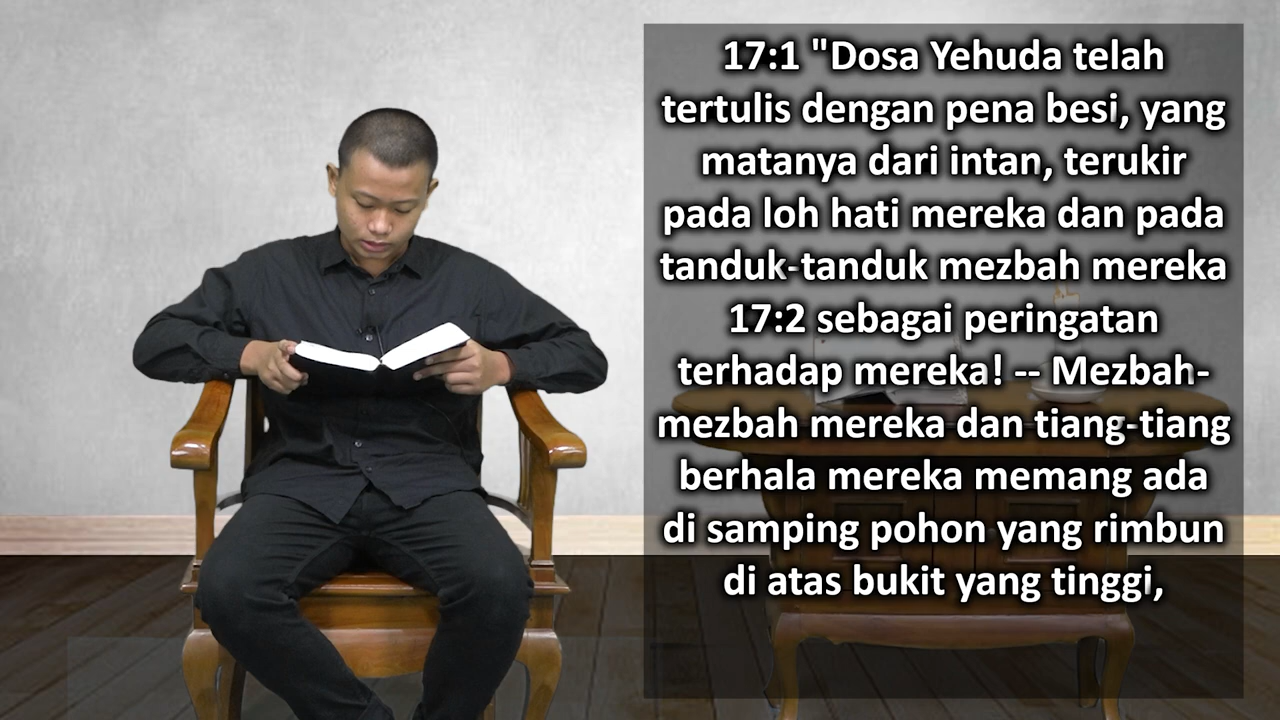 17:1 "Dosa Yehuda telah
tertulis dengan pena besi, yang
matanya dari intan, terukir
pada loh hati mereka dan pada
tanduk-tanduk mezbah mereka
17:2 sebagai peringatan
terhadap mereka! -- Mezbah-
mezbah mereka dan tiang-tiang
berhala mereka memang ada
di samping pohon yang rimbun
di atas bukit yang tinggi,